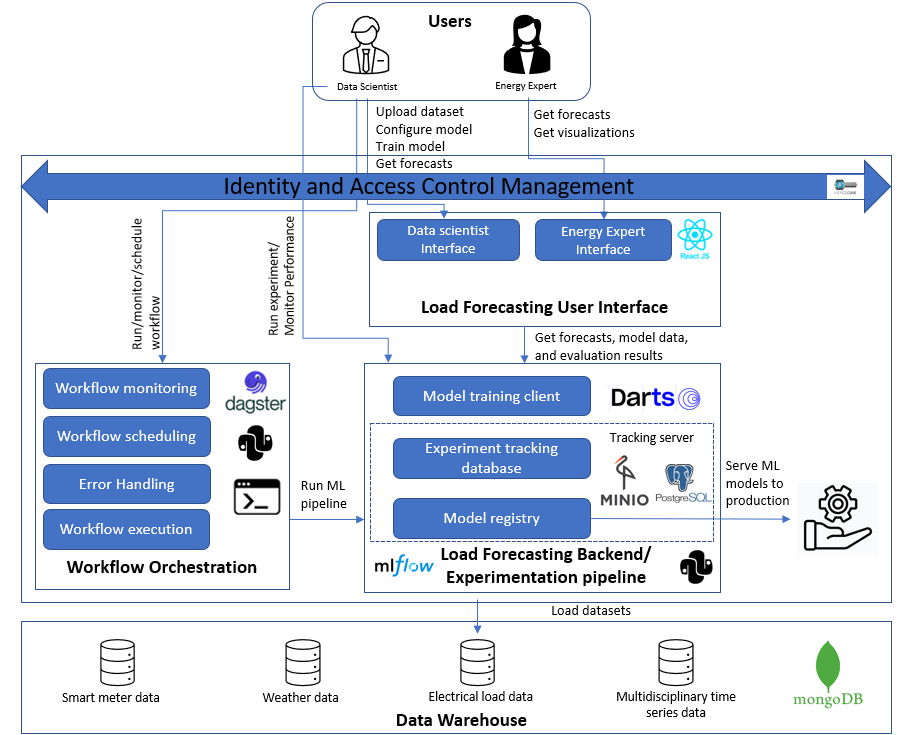 Users
Data Scientist
Energy Expert
Upload dataset
Configure model
Train model
Get forecasts
Get forecasts
Get visualizations
Identity and Access Control Management
Run/monitor/schedule
workflow
Run experiment/
Monitor Performance
Data scientist
Interface
Energy Expert
Interface
React JS
Load Forecasting User Interface
Get forecasts, model data,
and evaluation results
Workflow monitoring
Workflow scheduling
Error Handling
Workflow execution
dagster
Workflow Orchestration
Run ML
pipeline
Model training client
Darts
Tracking server
Experiment tracking
database
MINIO
PostgreSQL
Model registry
mlflow
Load Forecasting Backend/
Experimentation pipeline
Serve ML
models to
production
Load datasets
Smart meter data
Weather data
Electrical load data
Multidisciplinary time
series data
mongoDB
Data Warehouse